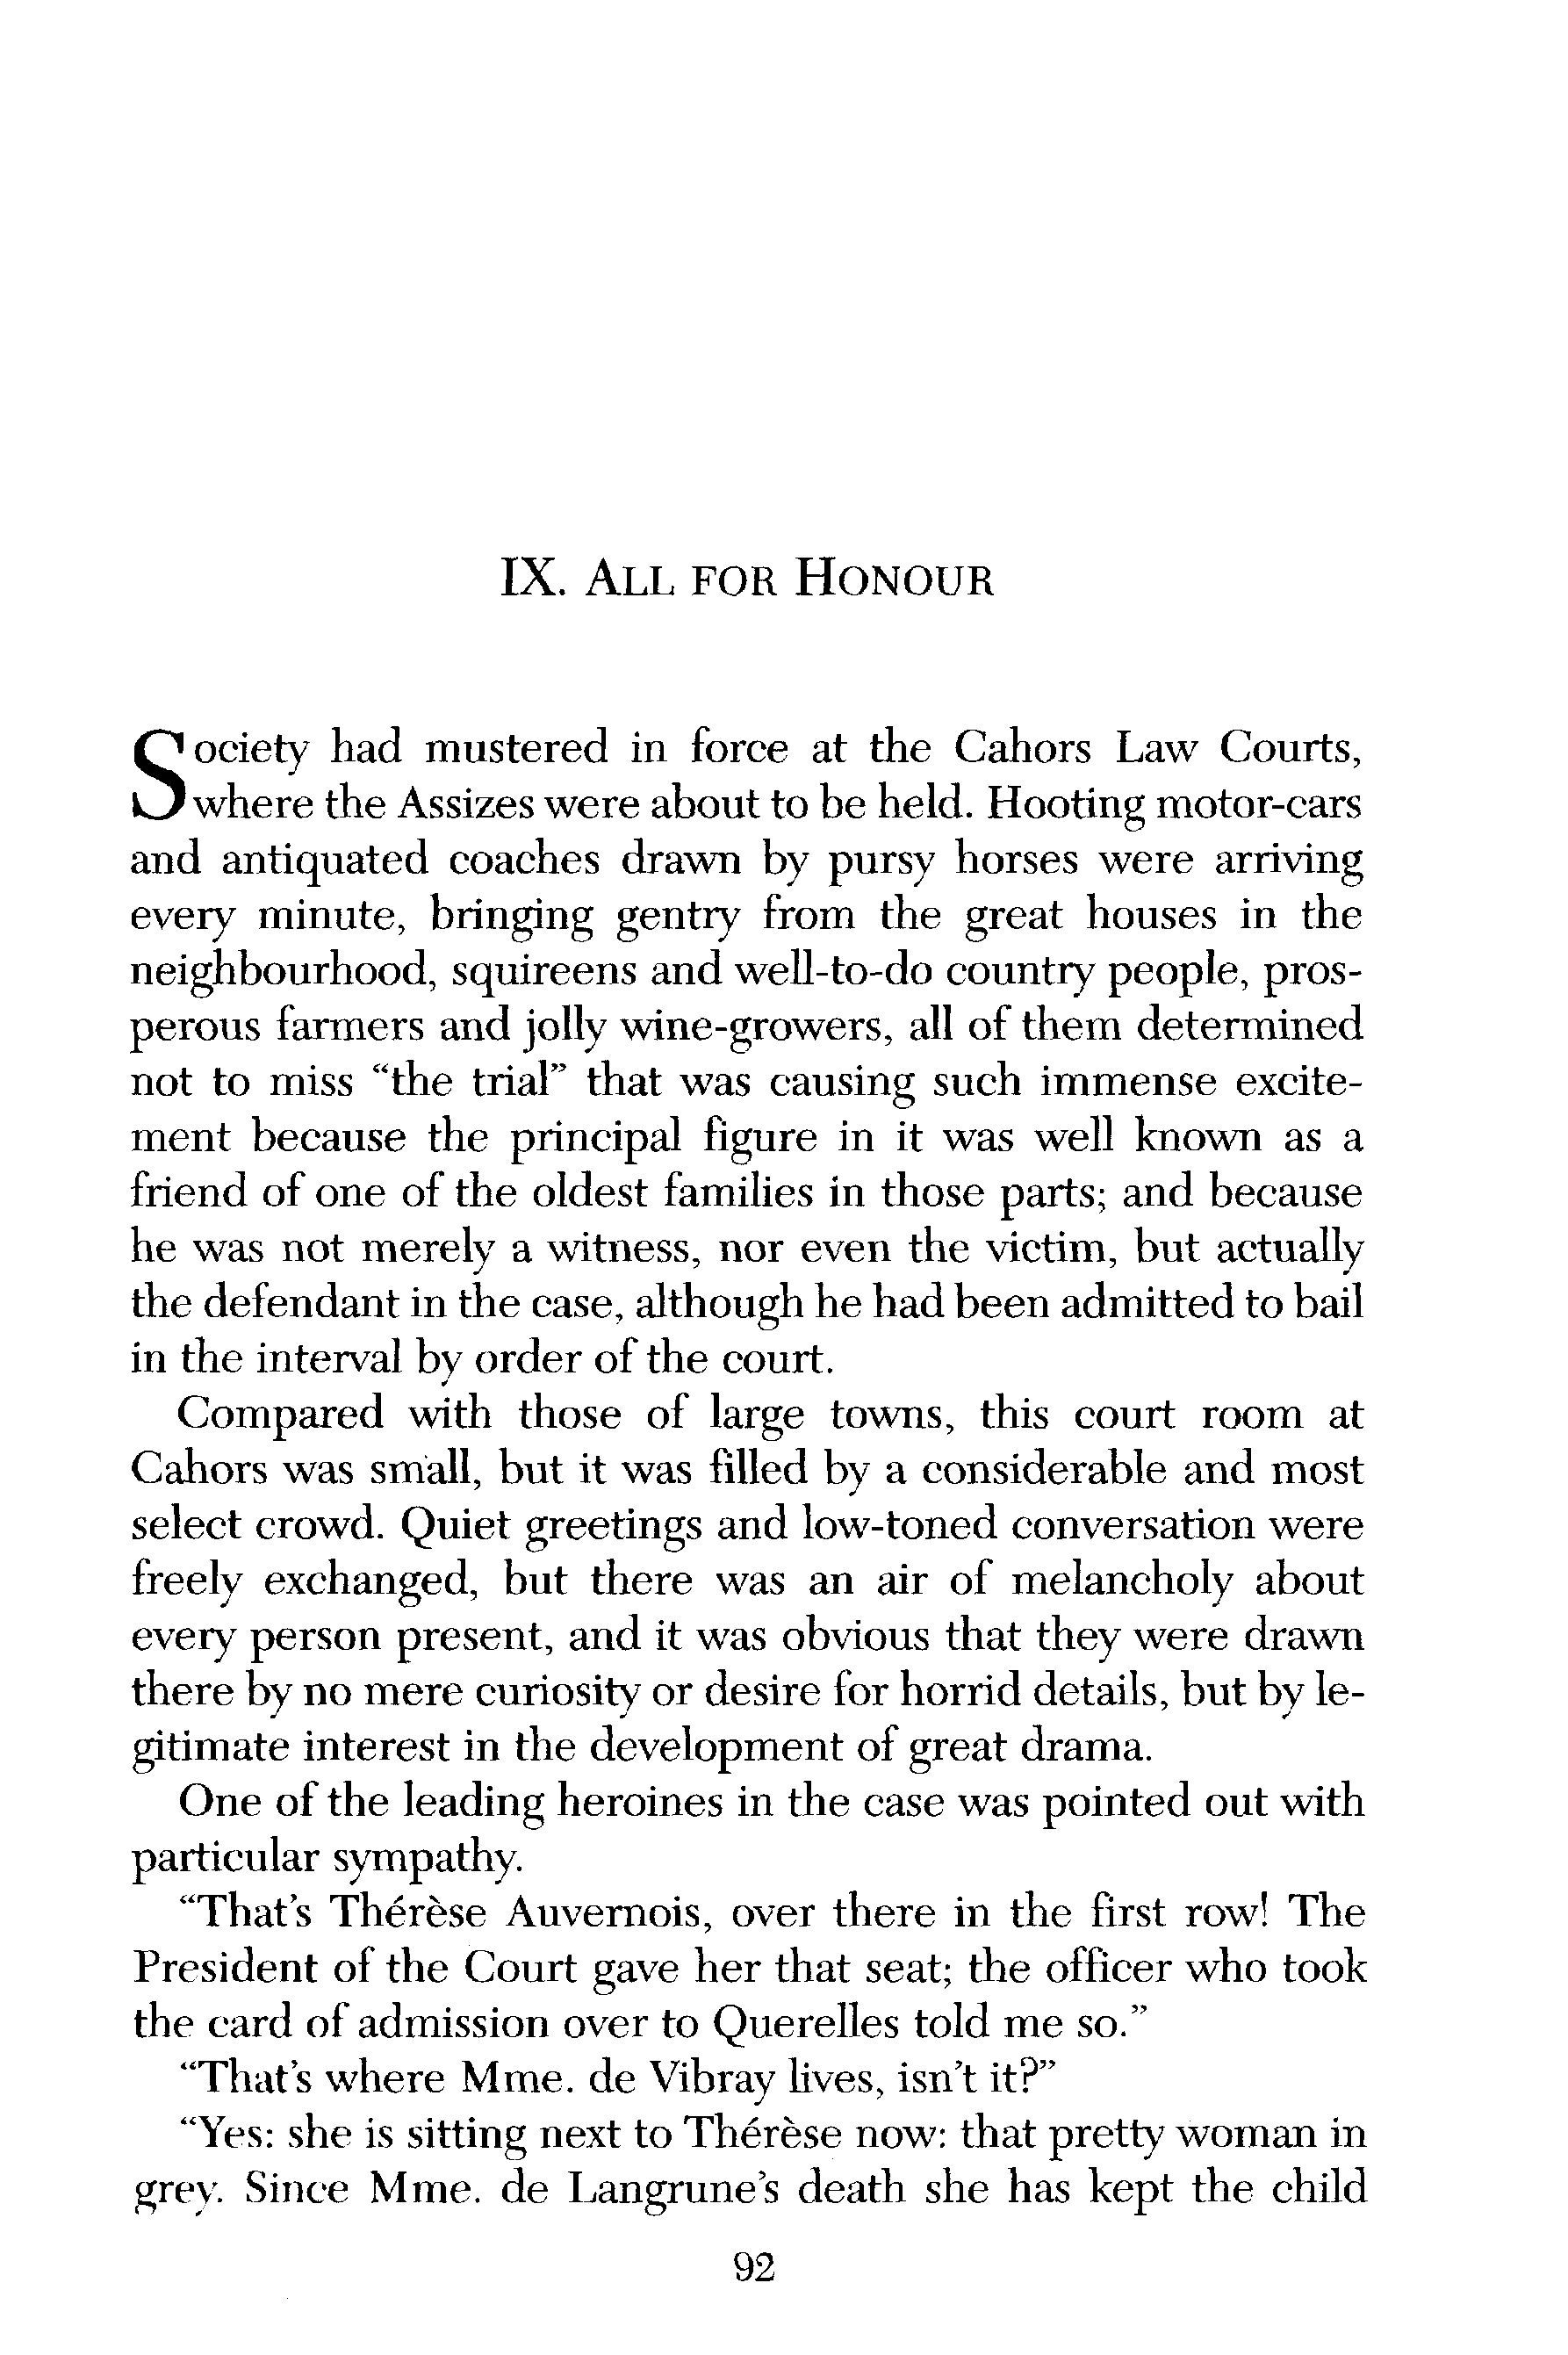 IX. ALL FOR HONOUR
Society had mustered in force at the Cahors Law Courts,
where the Assizes were about to be held. Hooting motor-cars
and antiquated coaches drawn by pursy horses were arriving
every minute, bringing gentry from the great houses in the
neighbourhood, squireens and well-to-do country people, pros-
perous farmers and jolly wine-growers, all of them determined
not to miss “the trial” that was causing such immense excite-
ment because the principal figure in it was well known as a
friend of one of the oldest families in those parts; and because
he was not merely a witness, nor even the victim, but actually
the defendant in the case, although he had been admitted to bail
in the interval by order of the court.
Compared with those of large towns, this court room at
Cahors was small, but it was filled by a considerable and most
select crowd. Quiet greetings and low-toned conversation were
freely exchanged, but there was an air of melancholy about
every person present, and it was obvious that they were drawn
there by no mere curiosity or desire for horrid details, but by le-
gitimate interest in the development of great drama.
One of the leading heroines in the case was pointed out with
particular sympathy.
“That’s Thérèse Auvernois, over there in the first row! The
President of the Court gave her that seat; the officer who took
the card of admission over to Querelles told me so.”
“That’s where Mme. de Vibray lives, isn’t it?”
“Yes: she is sitting next to Thérèse now: that pretty woman in
grey. Since Mme. de Langrune’s death she has kept the child
92